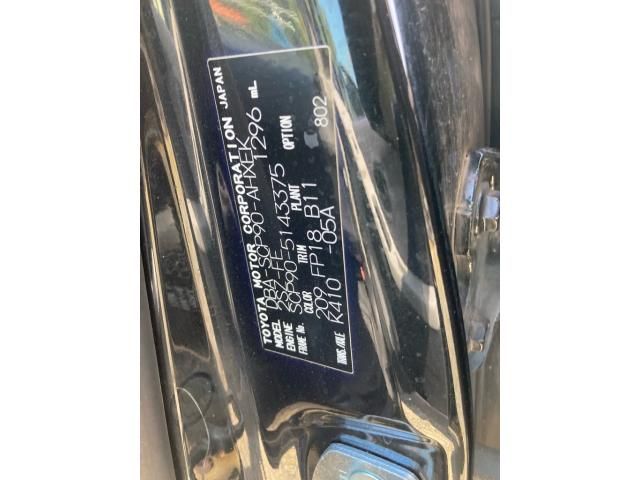 TOYOTA MOTOR CORPORATION JAPAN
MODEL DBA-SCP90-AHXEK
ENGINE 2SZ-FE 1296 mL
FRAME No. SCP90-5143375
COLOR TRIM PLANT OPTION
209 FP18 B11 802
TRANS/AXLE K410 -05A